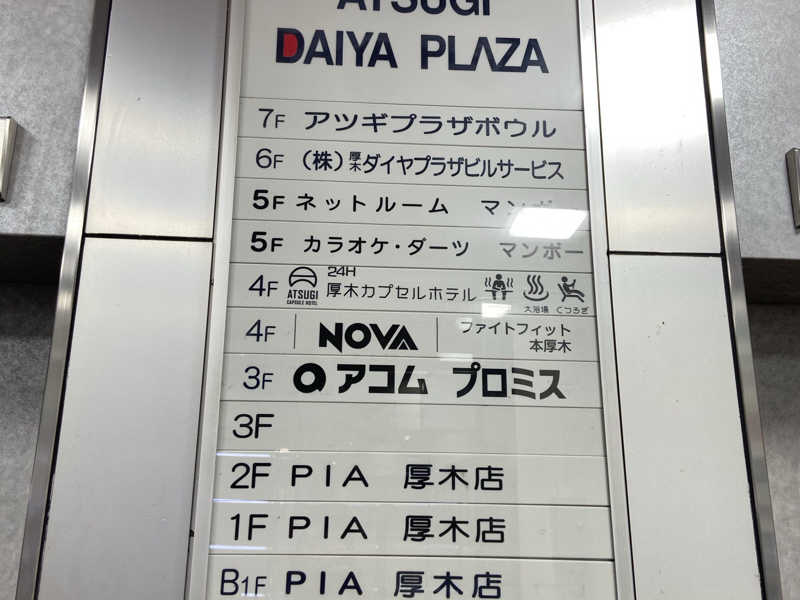 ATSUGI
DAIYA PLAZA
7F アツギプラザボウル
6F (株)厚木ダイヤプラザビルサービス
5F ネットルーム マンボー
5F カラオケ・ダーツ マンボー
4F ATSUGI CAPSULE HOTEL 24H 厚木カプセルホテル 大浴場 くつろぎ
4F NOVA ファイトフィット 本厚木
3F アコム プロミス
3F
2F PIA 厚木店
1F PIA 厚木店
B1F PIA 厚木店